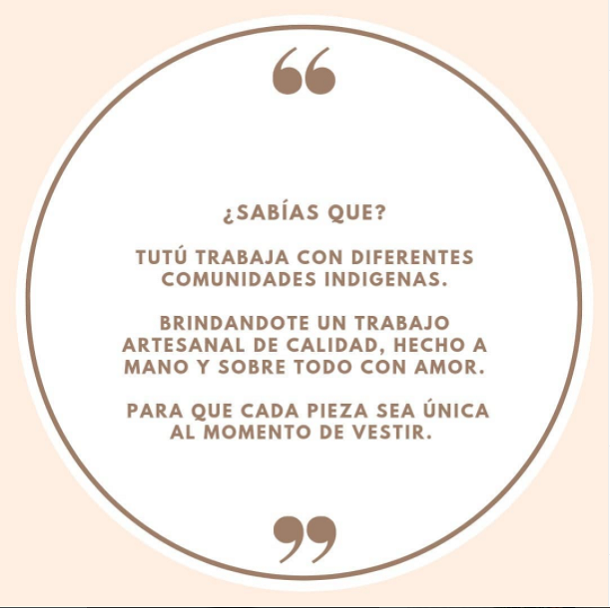 ¿SABÍAS QUE?
TUTÚ TRABAJA CON DIFERENTES
COMUNIDADES INDIGENAS.
BRINDANDOTE UN TRABAJO
ARTESANAL DE CALIDAD, HECHO A
MANO Y SOBRE TODO CON AMOR.
PARA QUE CADA PIEZA SEA ÚNICA
AL MOMENTO DE VESTIR.